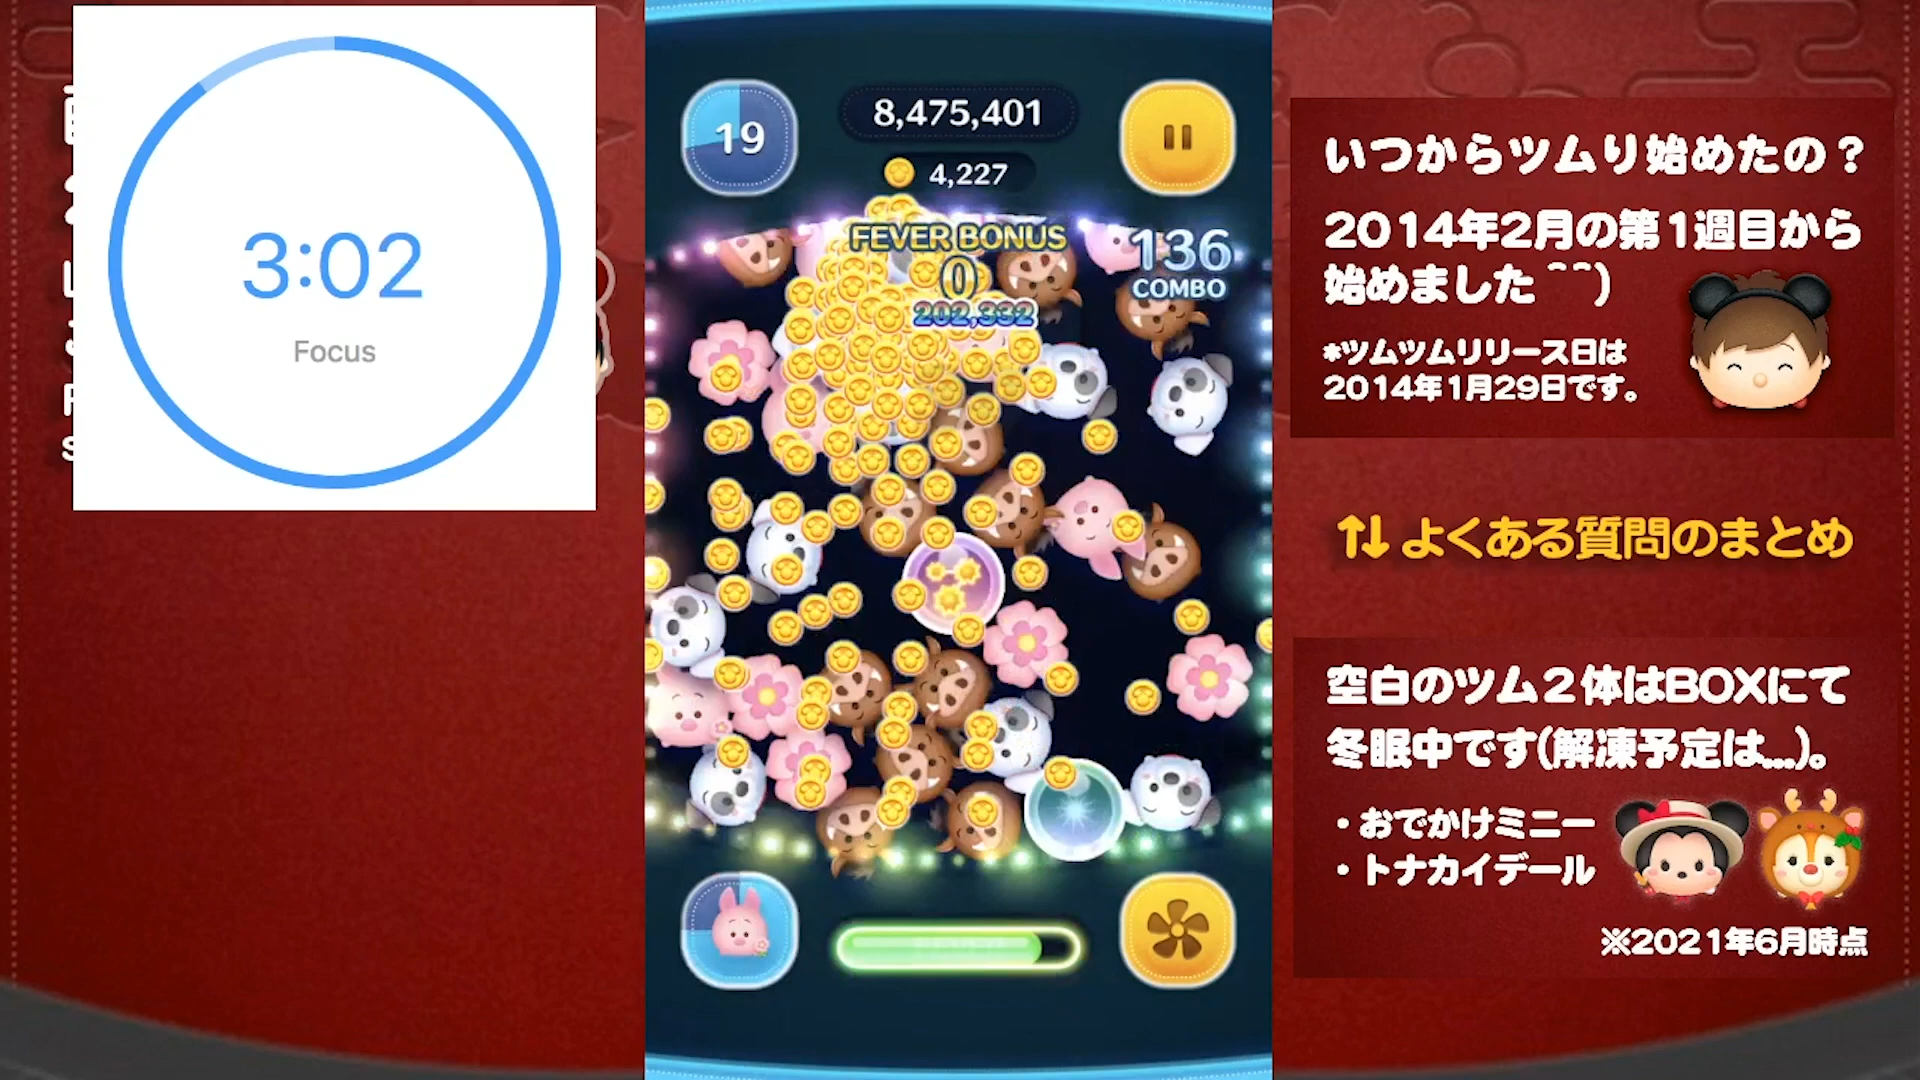 3:02
Focus
19
8,475,401
4,227
FEVER BONUS
0
202,332
136
COMBO
いつからツムり始めたの？
2014年2月の第1週目から
始めました ^^)
*ツムツムリリース日は
2014年1月29日です。
⇅よくある質問のまとめ
空白のツム2体はBOXにて
冬眠中です(解凍予定は...)。
・おでかけミニー
・トナカイデール
※2021年6月時点